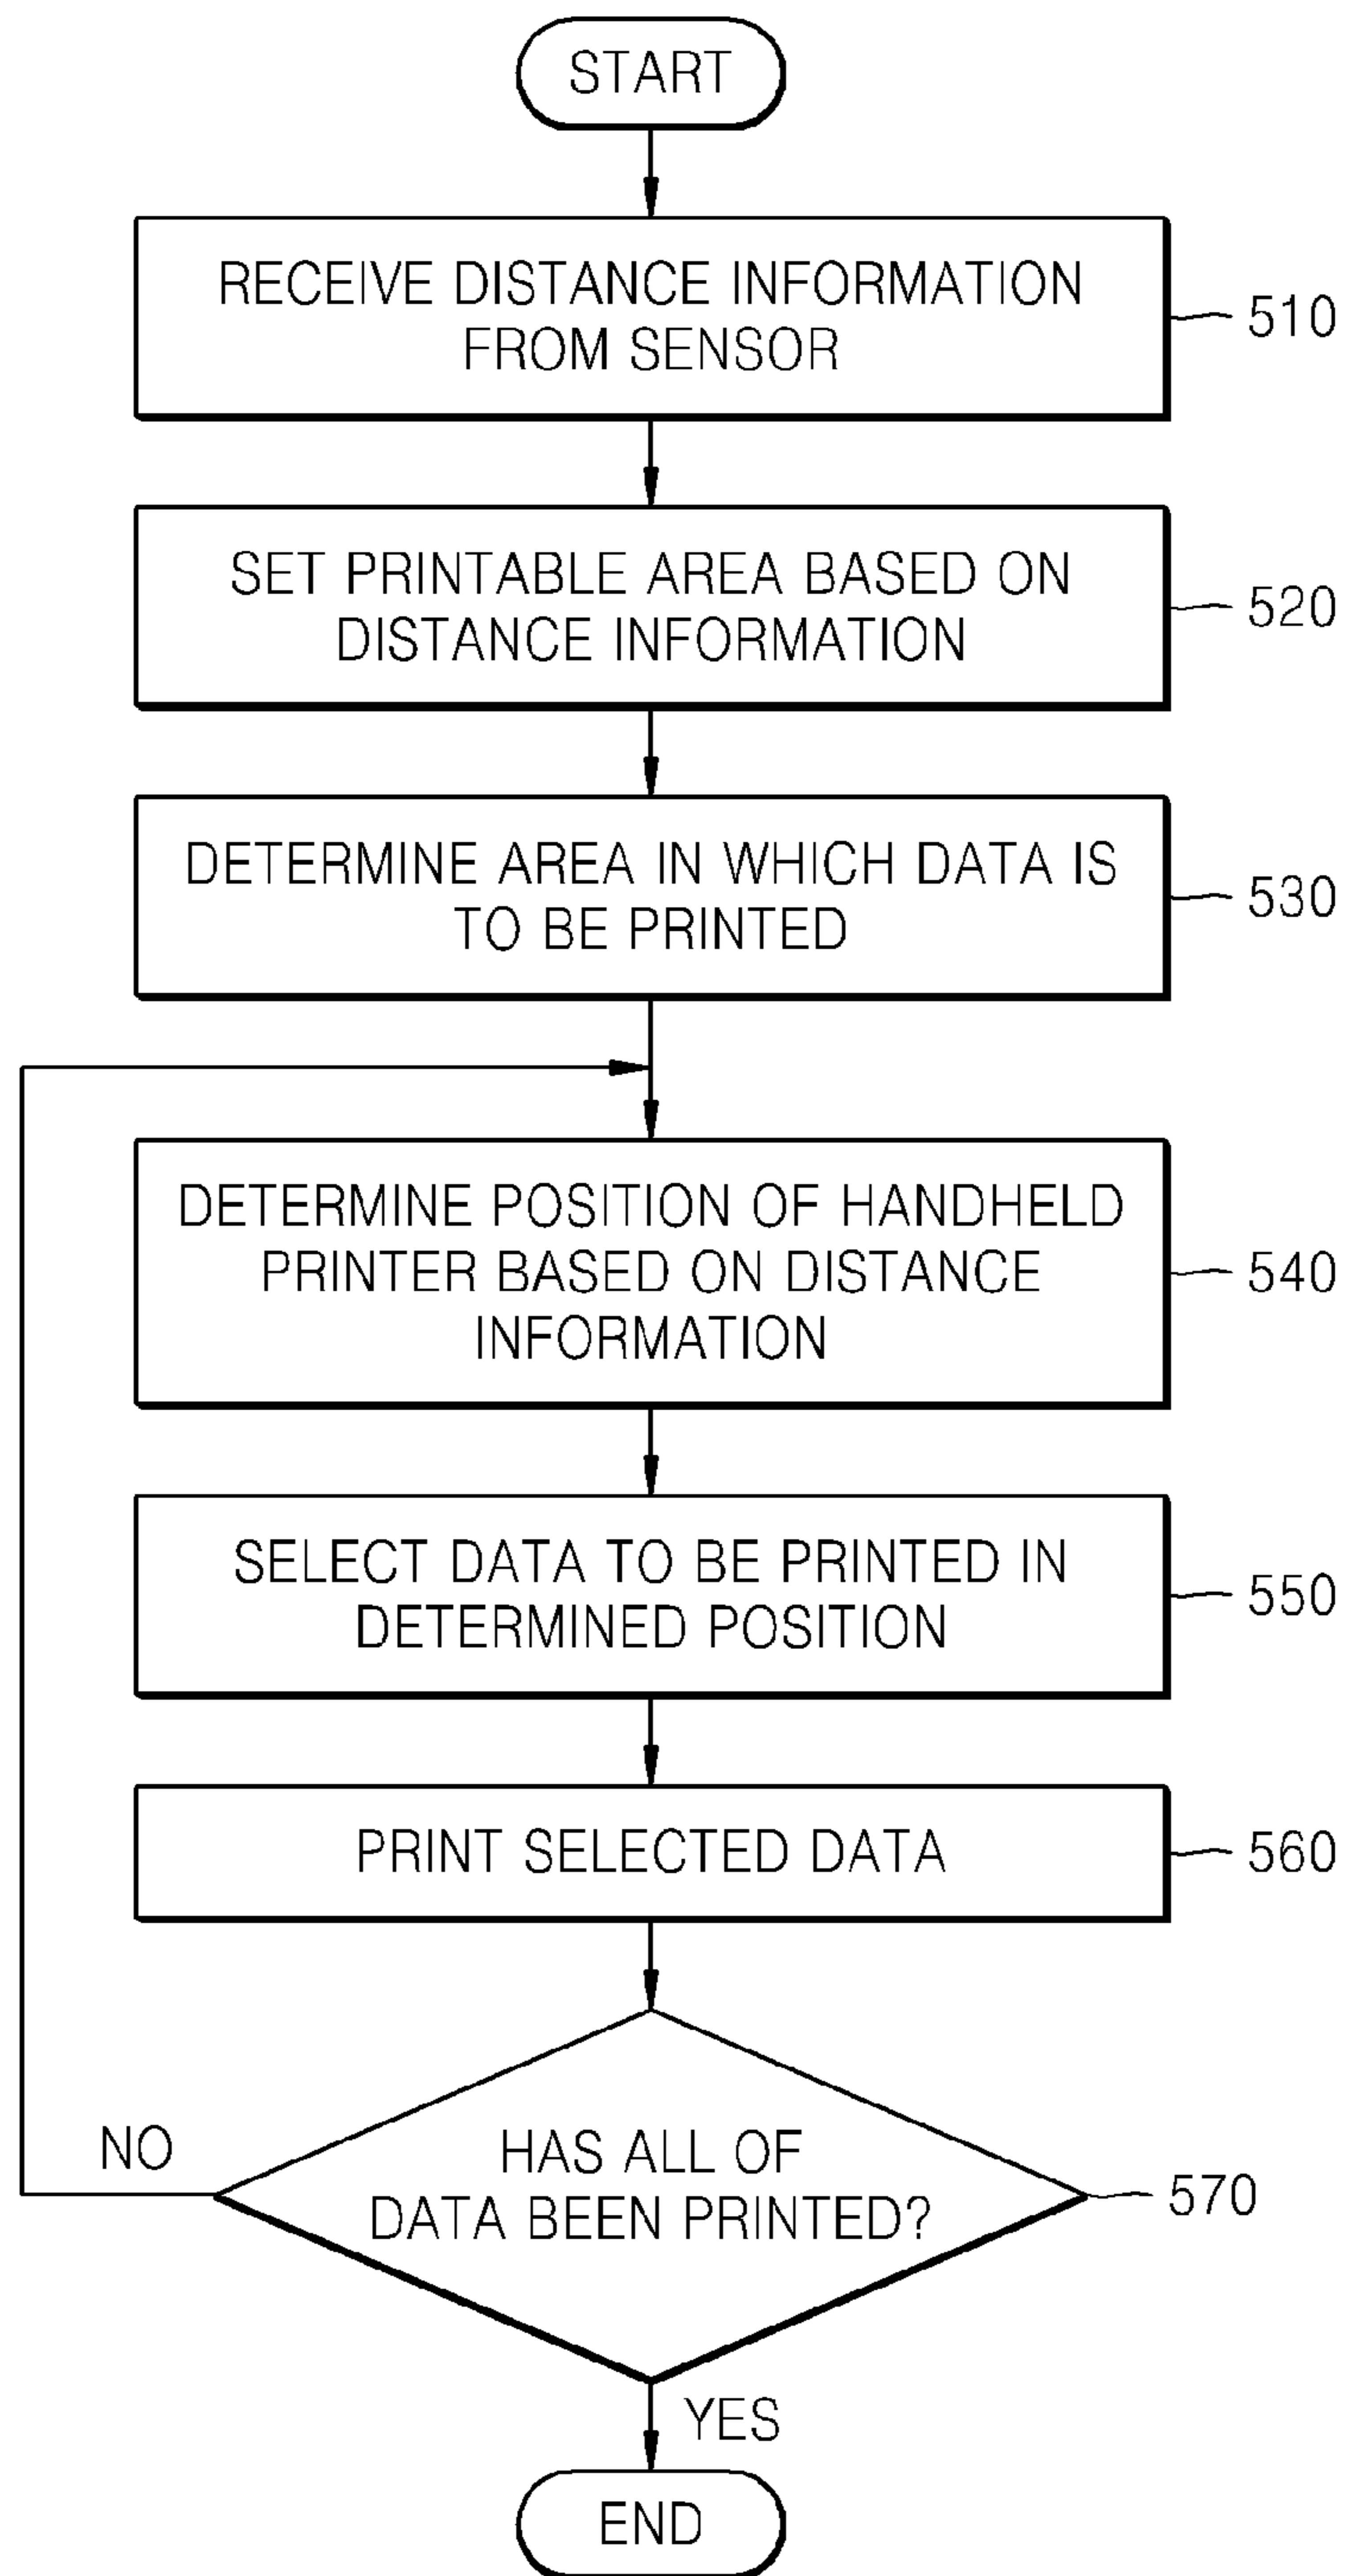 START
RECEIVE DISTANCE INFORMATION
FROM SENSOR
510
SET PRINTABLE AREA BASED ON
DISTANCE INFORMATION
520
DETERMINE AREA IN WHICH DATA IS
TO BE PRINTED
530
DETERMINE POSITION OF HANDHELD
PRINTER BASED ON DISTANCE
INFORMATION
540
SELECT DATA TO BE PRINTED IN
DETERMINED POSITION
550
PRINT SELECTED DATA
560
NO
HAS ALL OF
DATA BEEN PRINTED?
570
YES
END